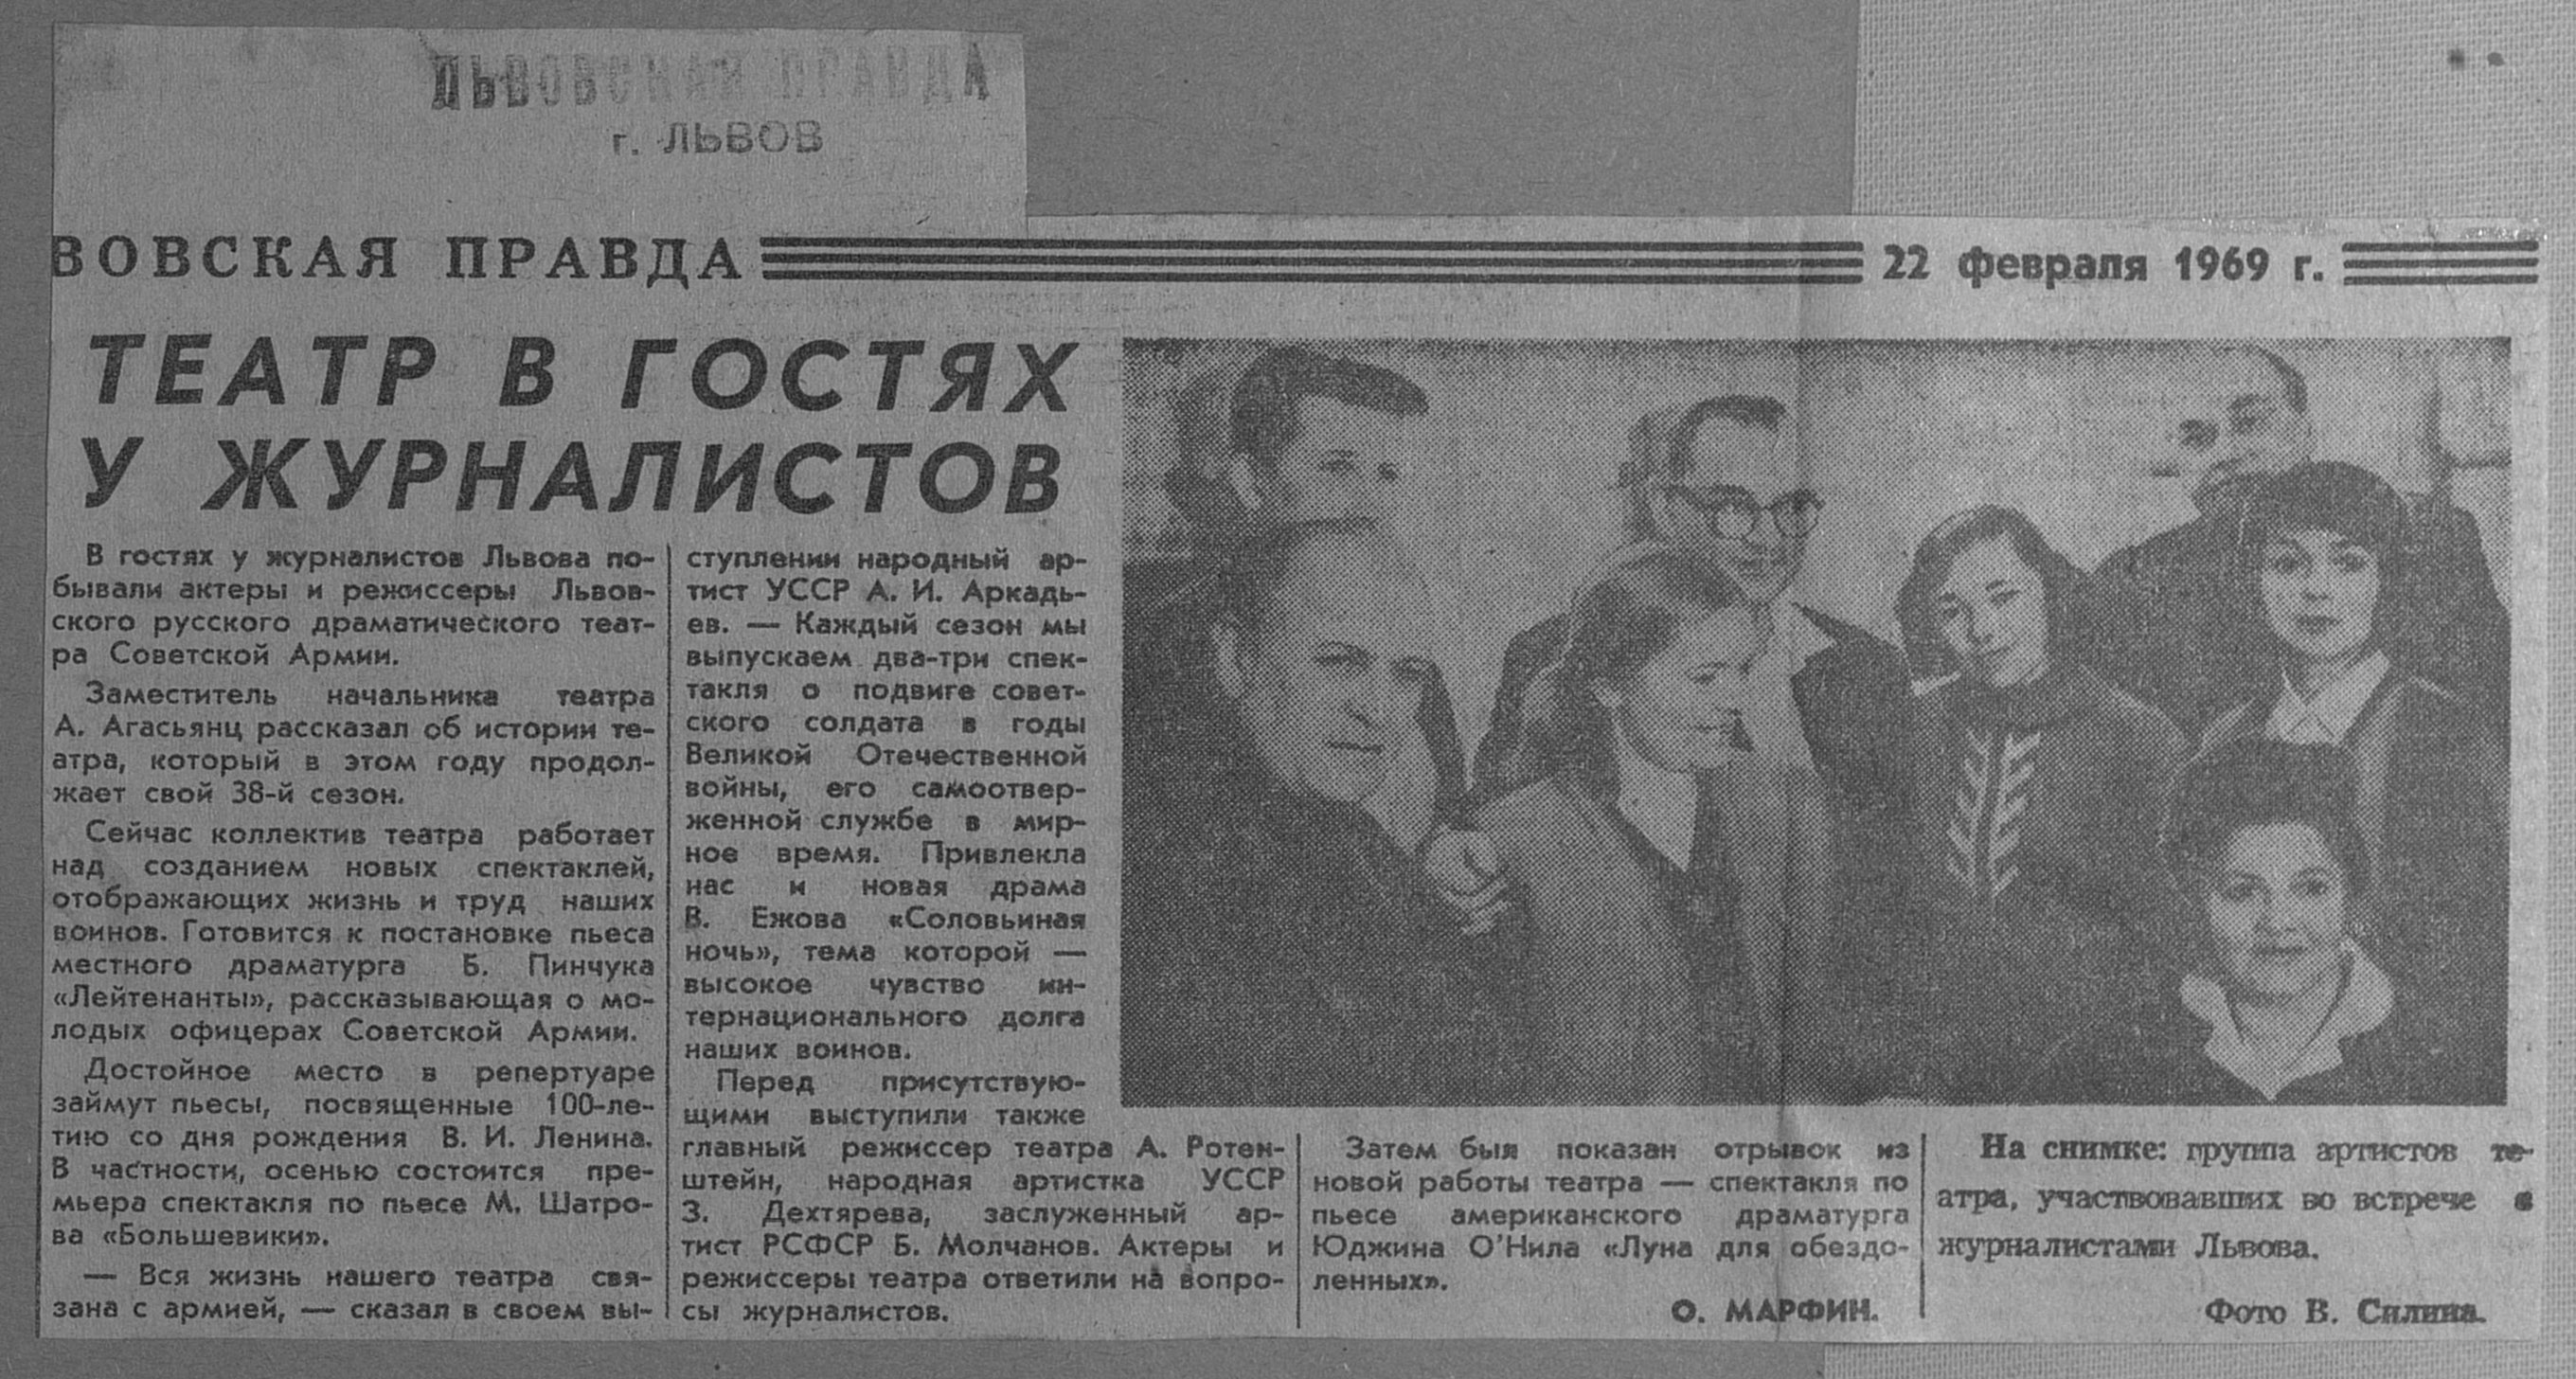 ЛЬВОВСКАЯ ПРАВДА
г. ЛЬВОВ
ВОВСКАЯ ПРАВДА
22 февраля 1969 г.
ТЕАТР В ГОСТЯХ
У ЖУРНАЛИСТОВ
В гостях у журналистов Львова по-
бывали актеры и режиссеры Львов-
ского русского драматического теат-
ра Советской Армии.
Заместитель начальника театра
А. Агасьянц рассказал об истории те-
атра, который в этом году продол-
жает свой 38-й сезон.
Сейчас коллектив театра работает
над созданием новых спектаклей,
отображающих жизнь и труд наших
воинов. Готовится к постановке пьеса
местного драматурга Б. Пинчука
«Лейтенанты», рассказывающая о мо-
лодых офицерах Советской Армии.
Достойное место в репертуаре
займут пьесы, посвященные 100-ле-
тию со дня рождения В. И. Ленина.
В частности, осенью состоится пре-
мьера спектакля по пьесе М. Шатро-
ва «Большевики».
— Вся жизнь нашего театра свя-
зана с армией, — сказал в своем вы-
ступлении народный ар-
тист УССР А. И. Аркадь-
ев. — Каждый сезон мы
выпускаем два-три спек-
такля о подвиге совет-
ского солдата в годы
Великой Отечественной
войны, его самоотвер-
женной службе в мир-
ное время. Привлекла
нас и новая драма
В. Ежова «Соловьиная
ночь», тема которой —
высокое чувство ин-
тернационального долга
наших воинов.
Перед присутствую-
щими выступили также
главный режиссер театра А. Ротен-
штейн, народная артистка УССР
З. Дехтярева, заслуженный ар-
тист РСФСР Б. Молчанов. Актеры и
режиссеры театра ответили на вопро-
сы журналистов.
Затем был показан отрывок из
новой работы театра — спектакля по
пьесе американского драматурга
Юджина О'Нила «Луна для обездо-
ленных».
О. МАРФИН.
На снимке: группа артистов те-
атра, участвовавших во встрече с
журналистами Львова.
Фото В. Силина.